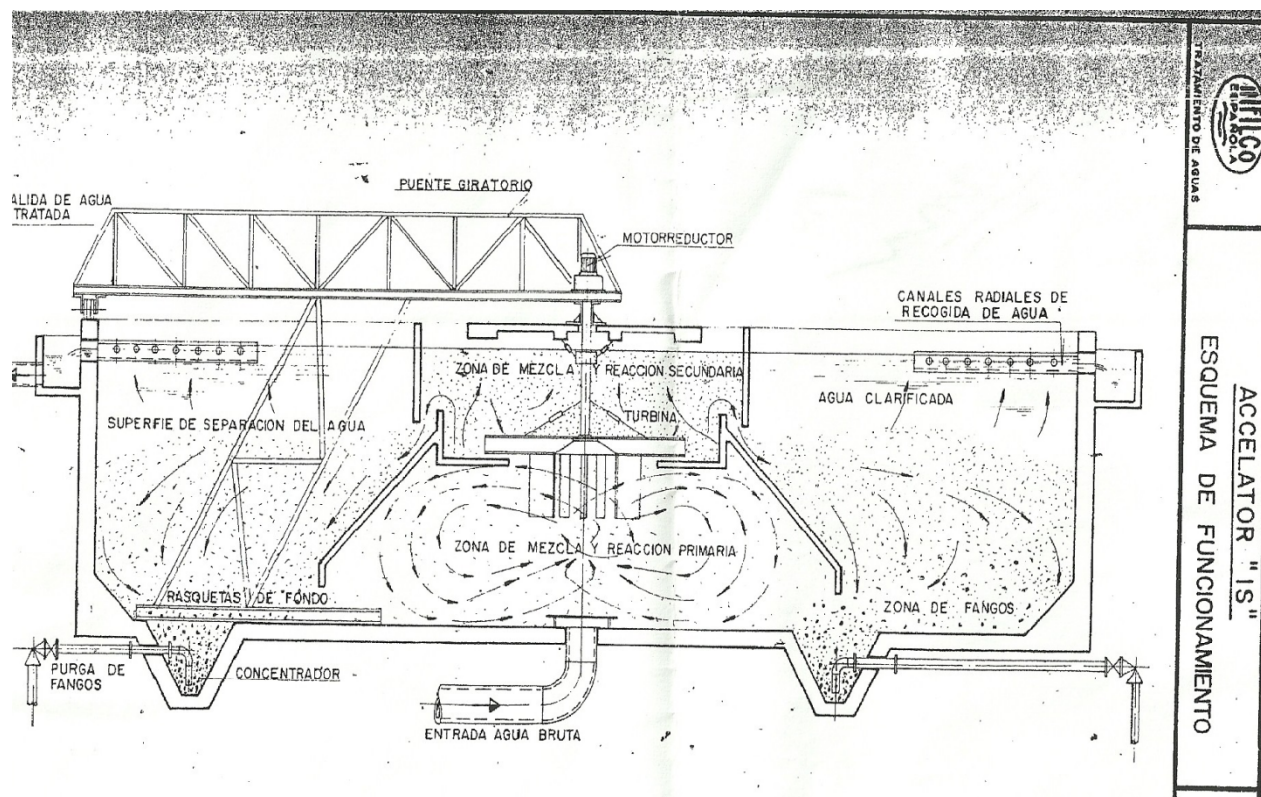 INFILCO
ESPAÑOLA
TRATAMIENTO DE AGUAS
ACCELATOR "IS"
ESQUEMA DE FUNCIONAMIENTO
PUENTE GIRATORIO
ALIDA DE AGUA
TRATADA
MOTORREDUCTOR
CANALES RADIALES DE
RECOGIDA DE AGUA
ZONA DE MEZCLA Y REACCION SECUNDARIA
AGUA CLARIFICADA
TURBINA
SUPERFIE DE SEPARACION DEL AGUA
ZONA DE MEZCLA Y REACCION PRIMARIA
RASQUETAS DE FONDO
ZONA DE FANGOS
PURGA DE
FANGOS
CONCENTRADOR
ENTRADA AGUA BRUTA